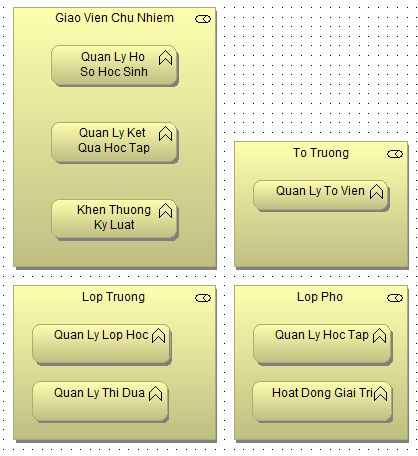 Giao Vien Chu Nhiem
Quan Ly Ho
So Hoc Sinh
Quan Ly Ket
Qua Hoc Tap
Khen Thuong
Ky Luat
To Truong
Quan Ly To Vien
Lop Truong
Quan Ly Lop Hoc
Quan Ly Thi Dua
Lop Pho
Quan Ly Hoc Tap
Hoat Dong Giai Tri